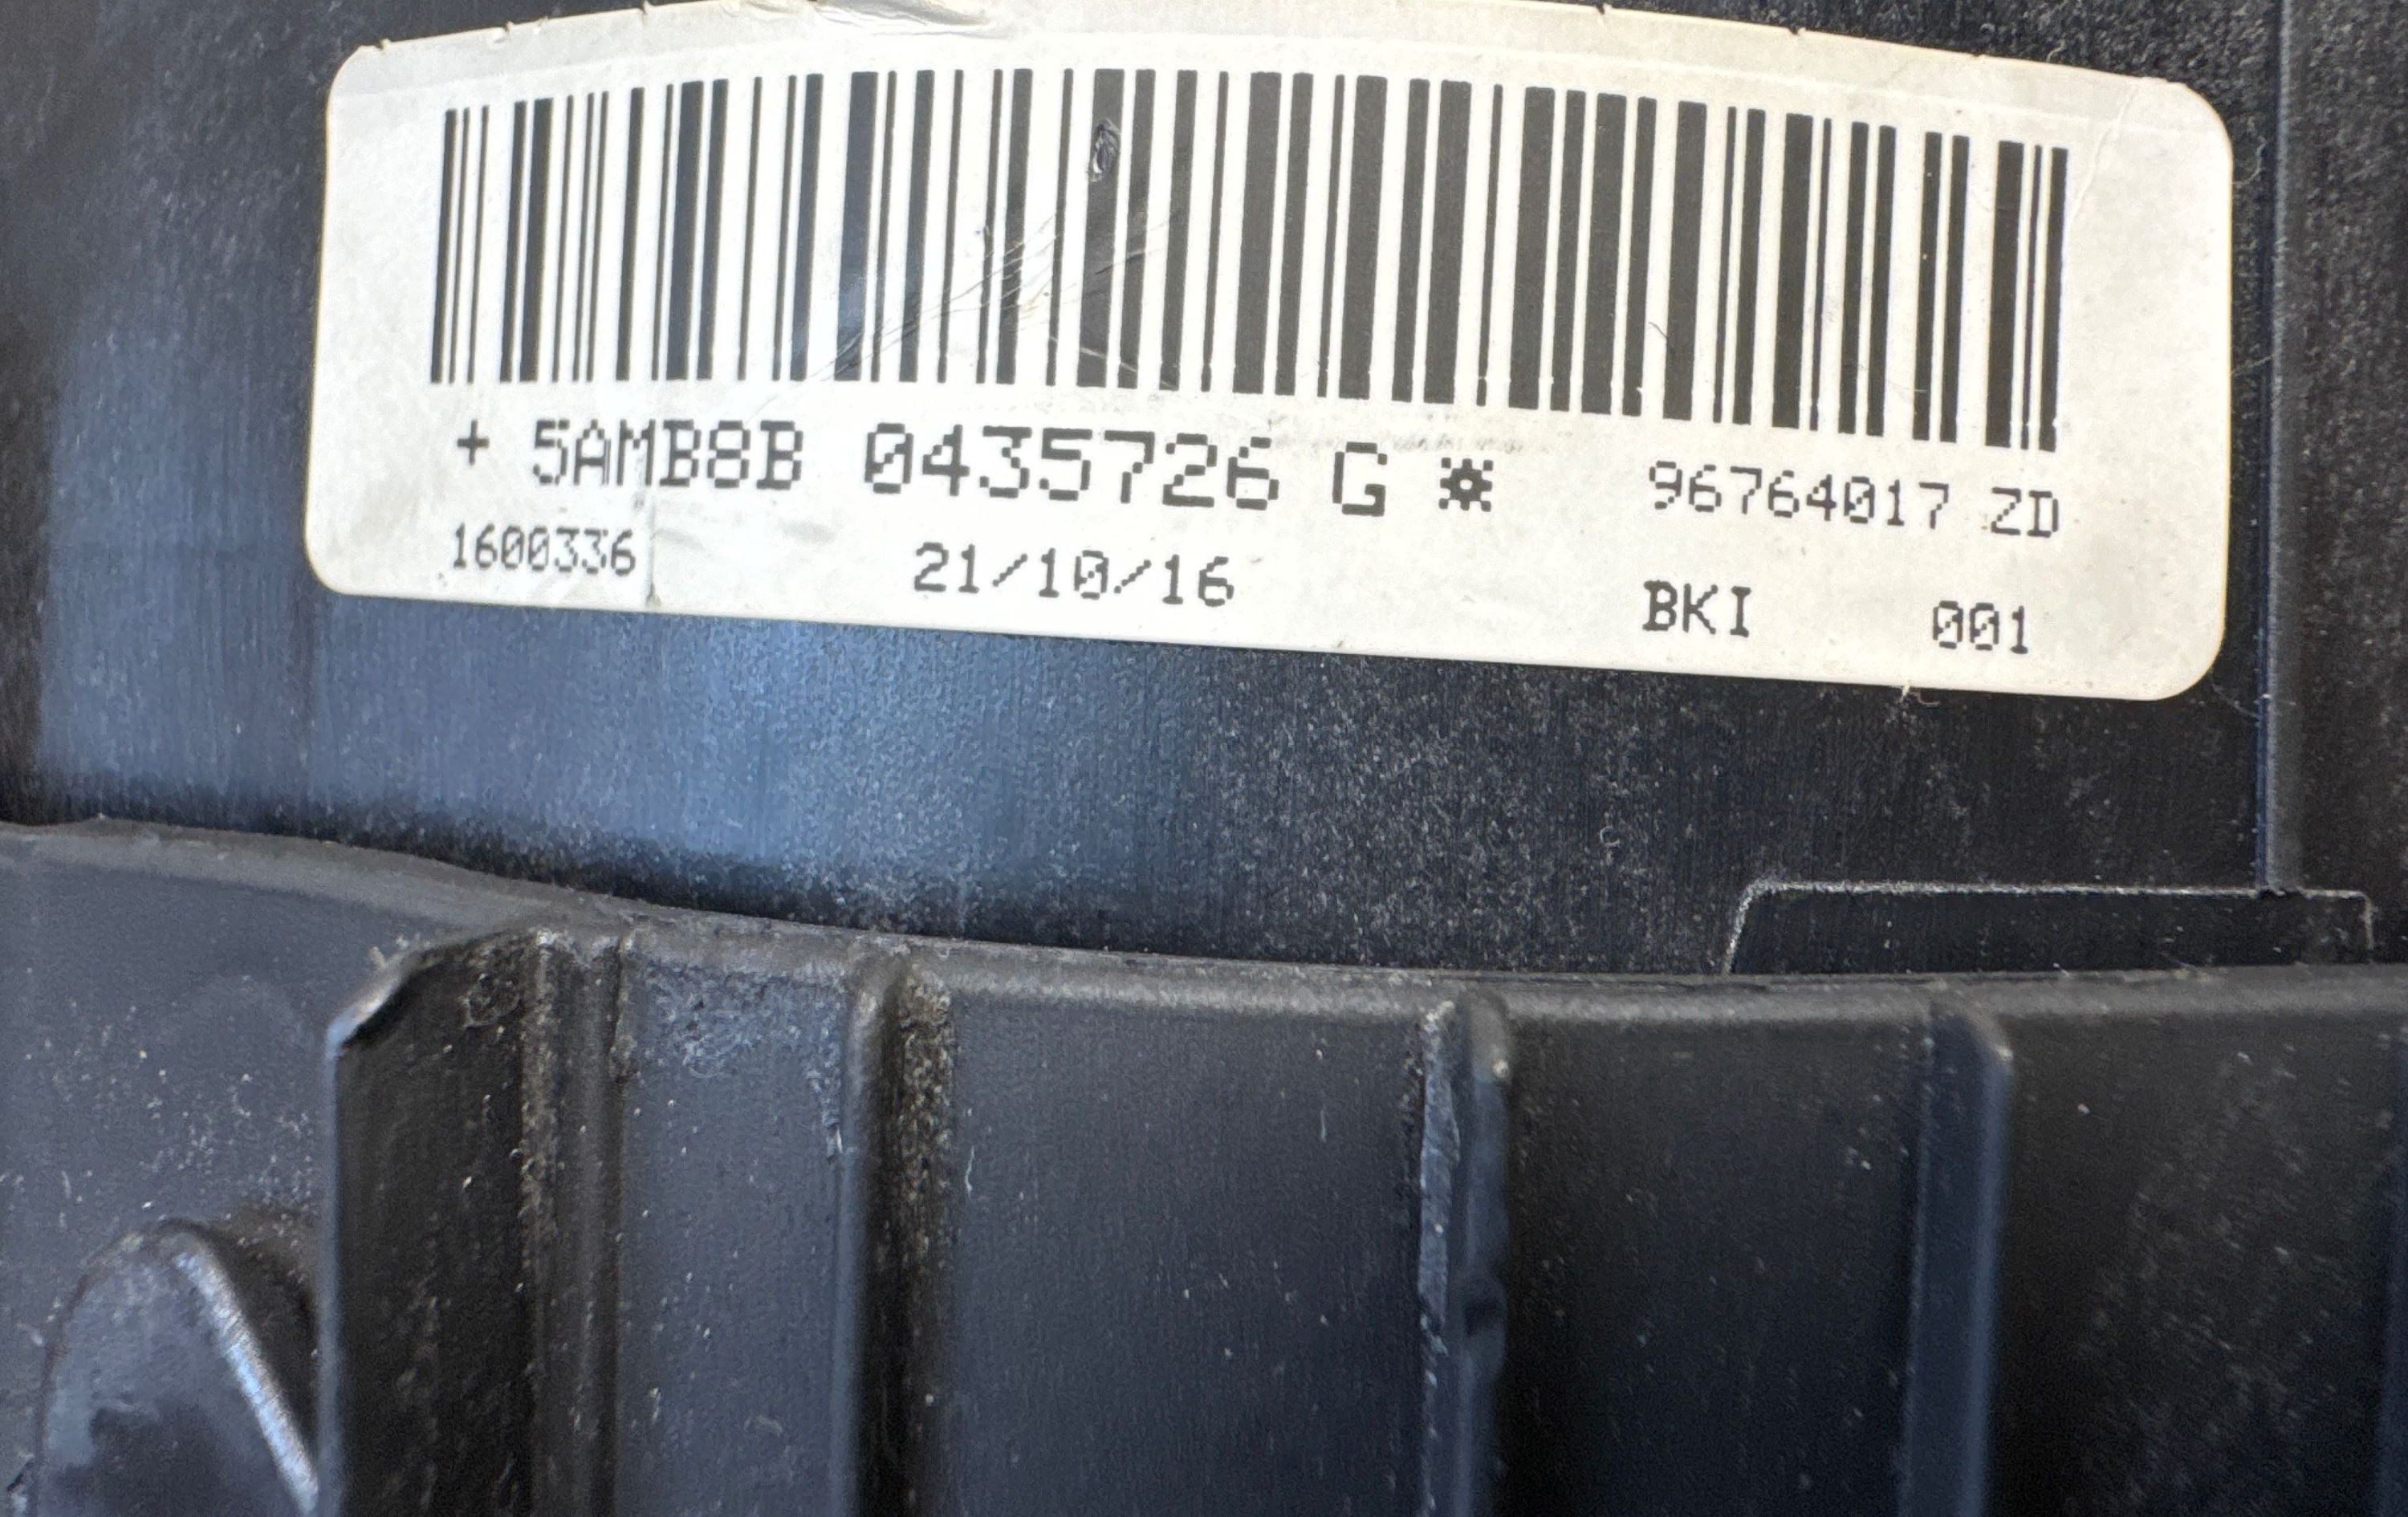 + 5AMB8B 0435726 G * 96764017 ZD
1600336 21/10/16 BKI 001